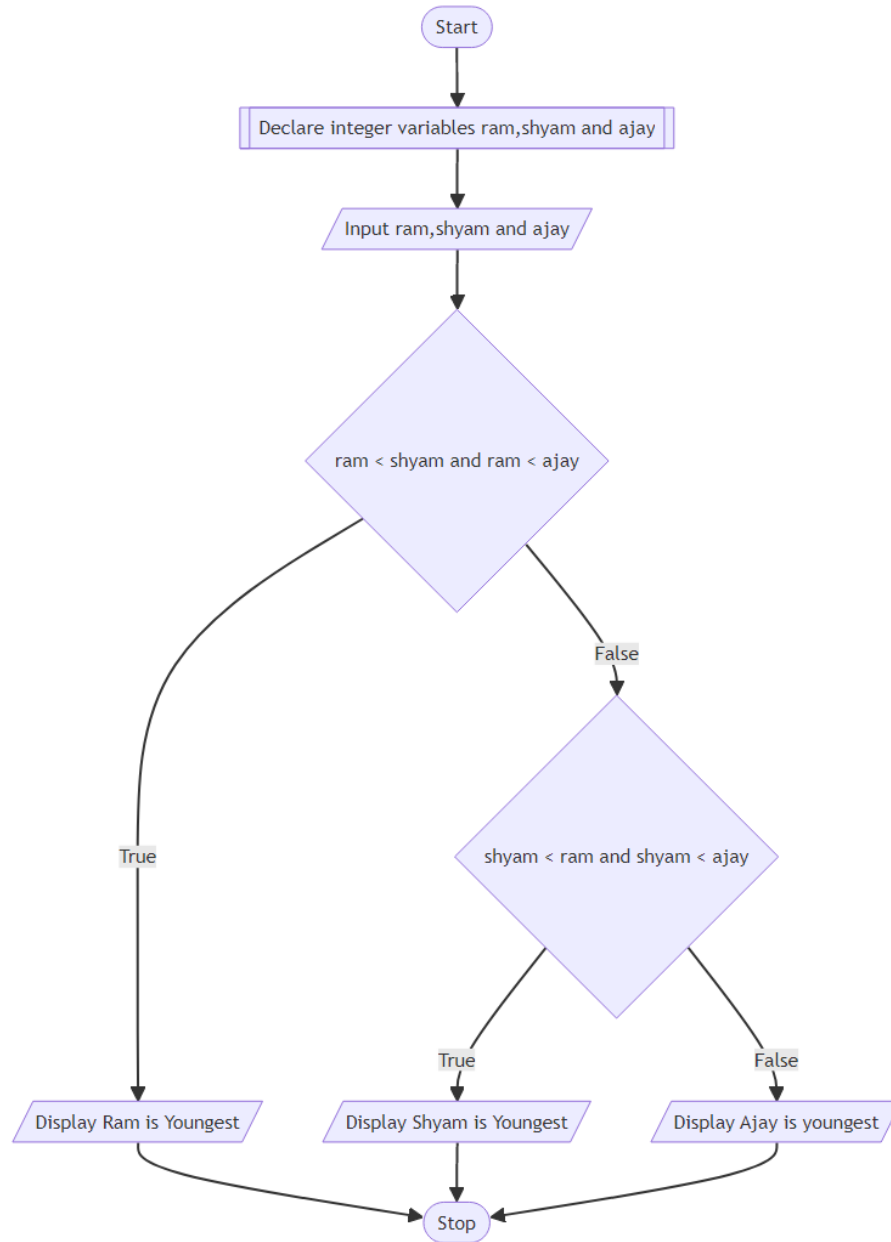 Start
Declare integer variables ram,shyam and ajay
Input ram,shyam and ajay
ram < shyam and ram < ajay
False
True
shyam < ram and shyam < ajay
True
False
Display Ram is Youngest
Display Shyam is Youngest
Display Ajay is youngest
Stop